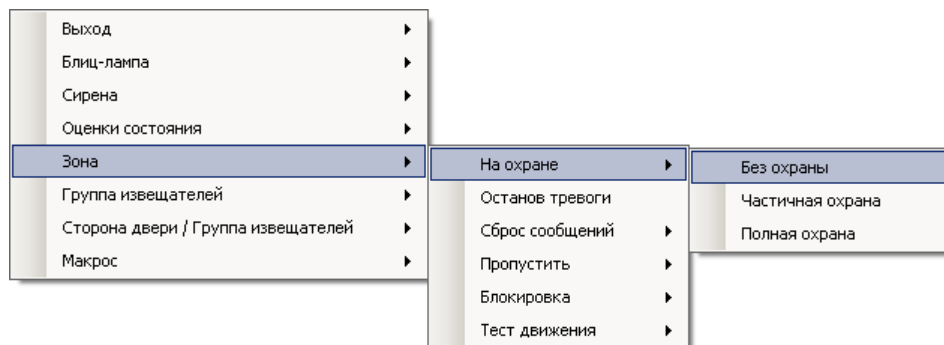 Выход
Блиц-лампа
Сирена
Оценки состояния
Зона
Группа извещателей
Сторона двери / Группа извещателей
Макрос
На охране
Останов тревоги
Сброс сообщений
Пропустить
Блокировка
Тест движения
Без охраны
Частичная охрана
Полная охрана